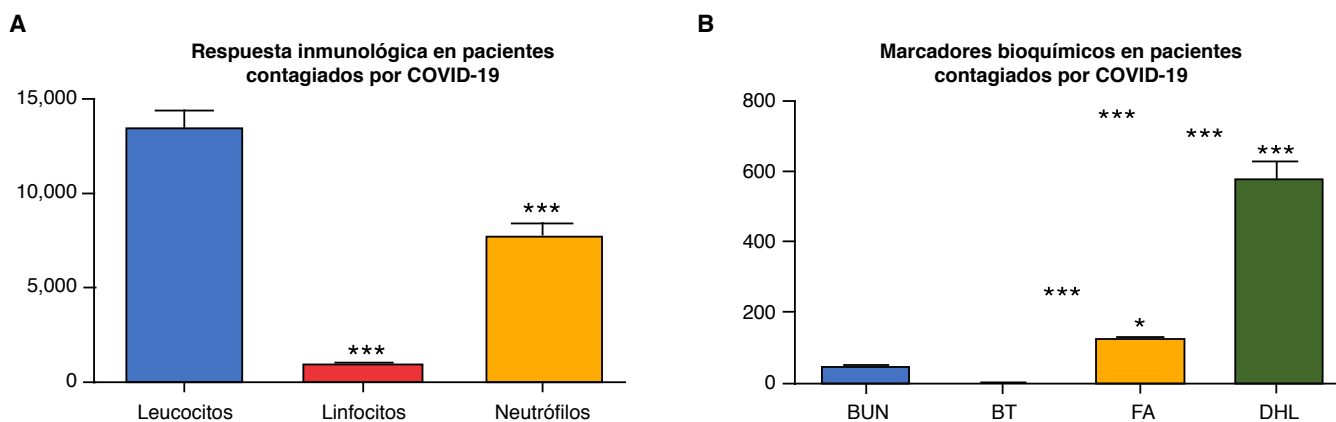 A
Respuesta inmunológica en pacientes
contagiados por COVID-19
15,000
10,000
5,000
0
***
***
Leucocitos
Linfocitos
Neutrófilos
B
Marcadores bioquímicos en pacientes
contagiados por COVID-19
800
600
400
200
0
***
***
***
***
*
BUN
BT
FA
DHL